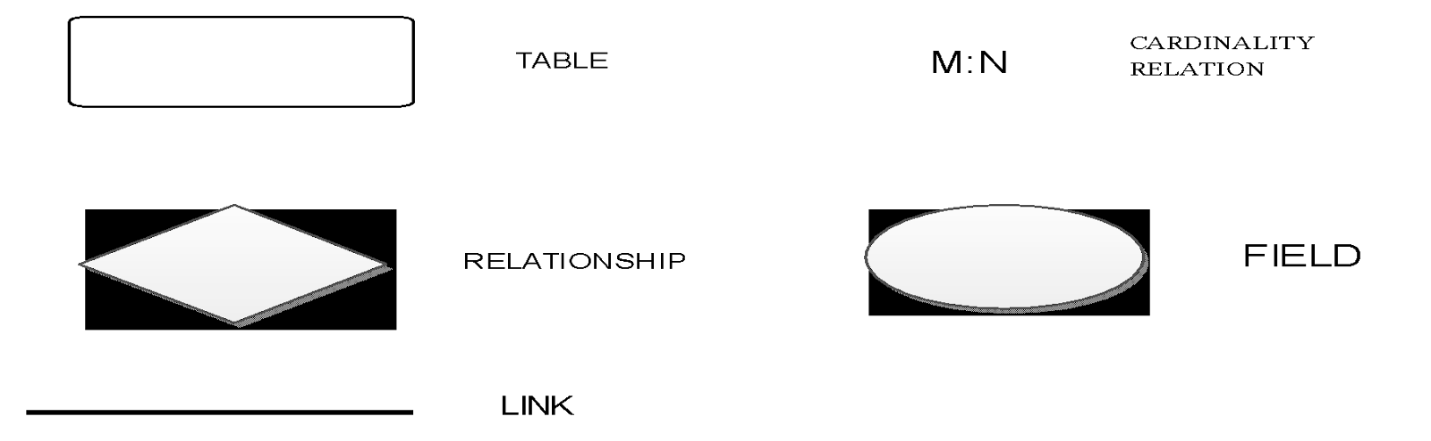 TABLE
M:N
CARDINALITY
RELATION
RELATIONSHIP
FIELD
LINK